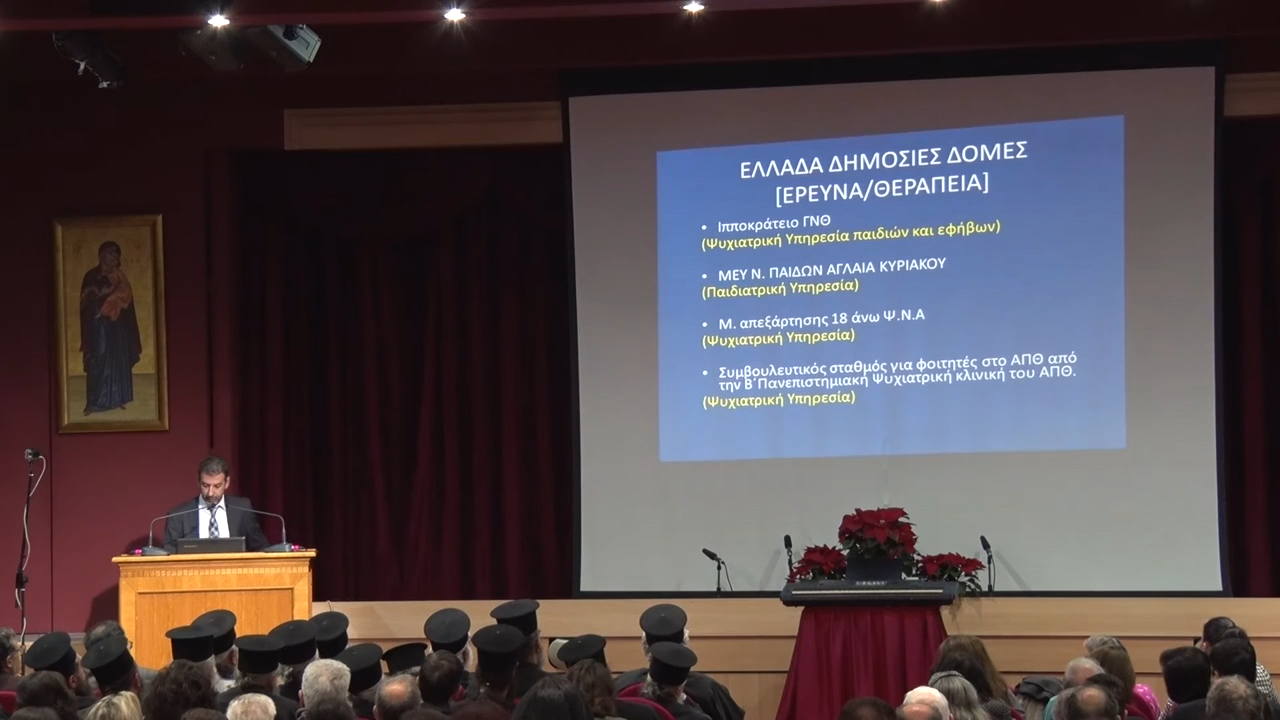 ΕΛΛΑΔΑ ΔΗΜΟΣΙΕΣ ΔΟΜΕΣ
[ΕΡΕΥΝΑ/ΘΕΡΑΠΕΙΑ]
• Ιπποκράτειο ΓΝΘ
(Ψυχιατρική Υπηρεσία παιδιών και εφήβων)
• ΜΕΥ Ν. ΠΑΙΔΩΝ ΑΓΛΑΙΑ ΚΥΡΙΑΚΟΥ
(Παιδιατρική Υπηρεσία)
• Μ. απεξάρτησης 18 άνω Ψ.Ν.Α
(Ψυχιατρική Υπηρεσία)
• Συμβουλευτικός σταθμός για φοιτητές στο ΑΠΘ από
την Β΄Πανεπιστημιακή Ψυχιατρική κλινική του ΑΠΘ.
(Ψυχιατρική Υπηρεσία)